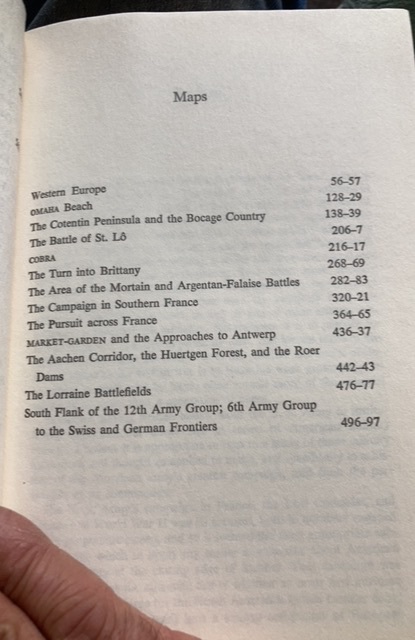 Maps
Western Europe 56–57
OMAHA Beach 128–29
The Cotentin Peninsula and the Bocage Country 138–39
The Battle of St. Lô 206–7
COBRA 216–17
The Turn into Brittany 268–69
The Area of the Mortain and Argentan-Falaise Battles 282–83
The Campaign in Southern France 320–21
The Pursuit across France 364–65
MARKET-GARDEN and the Approaches to Antwerp 436–37
The Aachen Corridor, the Huertgen Forest, and the Roer
Dams 442–43
The Lorraine Battlefields 476–77
South Flank of the 12th Army Group; 6th Army Group
to the Swiss and German Frontiers 496–97